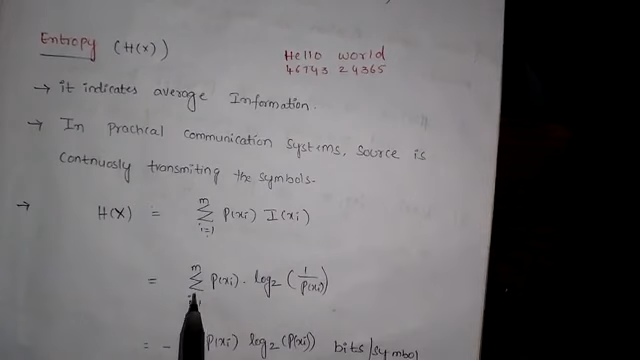 Entropy (H(x))
Hello world
46743 24365
→ it indicates average Information.
→ In practical communication systems, source is
contnuosly transmiting the symbols.
→ H(X) = m Σ i=1 P(xi) I(xi)
= m Σ P(xi) · log2 (1/P(xi))
= - P(xi) log2 (P(xi)) bits/symbol